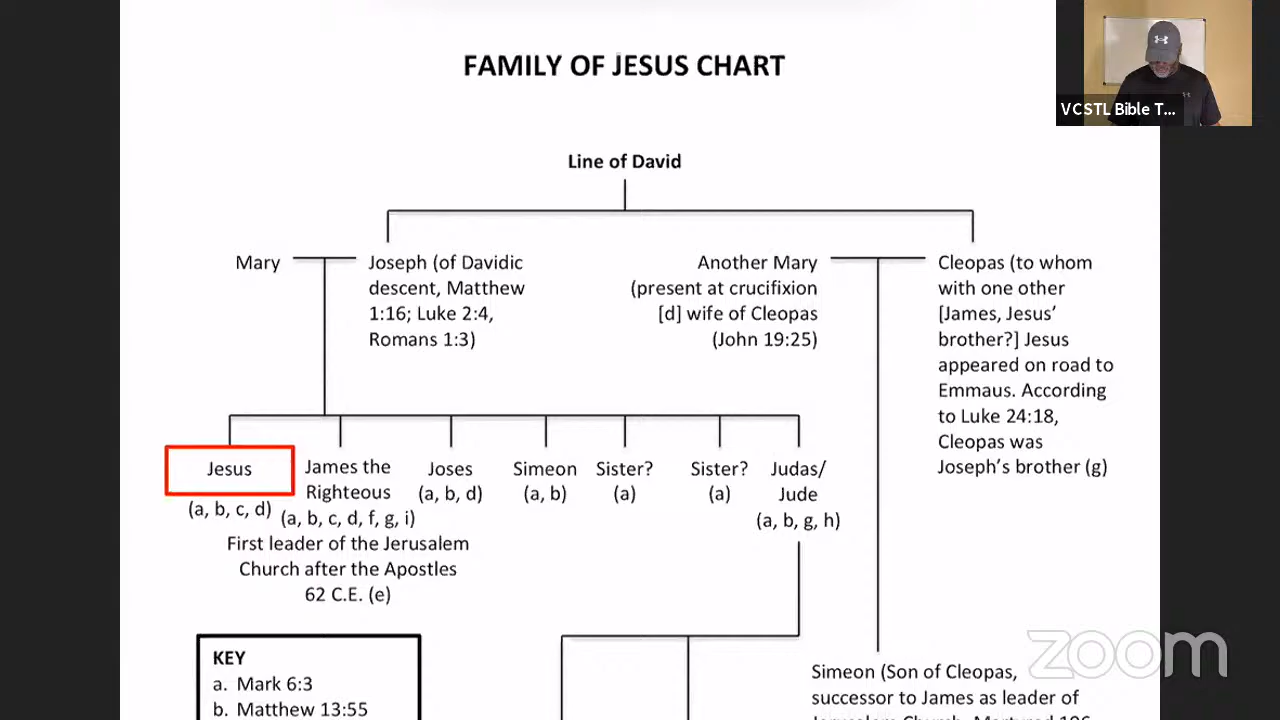 FAMILY OF JESUS CHART
VCSTL Bible T...
Line of David
Mary
Joseph (of Davidic
descent, Matthew
1:16; Luke 2:4,
Romans 1:3)
Another Mary
(present at crucifixion
[d] wife of Cleopas
(John 19:25)
Cleopas (to whom
with one other
[James, Jesus’
brother?] Jesus
appeared on road to
Emmaus. According
to Luke 24:18,
Cleopas was
Joseph’s brother (g)
Jesus
(a, b, c, d)
James the
Righteous
(a, b, c, d, f, g, i)
First leader of the Jerusalem
Church after the Apostles
62 C.E. (e)
Joses
(a, b, d)
Simeon
(a, b)
Sister?
(a)
Sister?
(a)
Judas/
Jude
(a, b, g, h)
KEY
a. Mark 6:3
b. Matthew 13:55
Simeon (Son of Cleopas,
successor to James as leader of
Jerusalem Church. Martyred 106
zoom